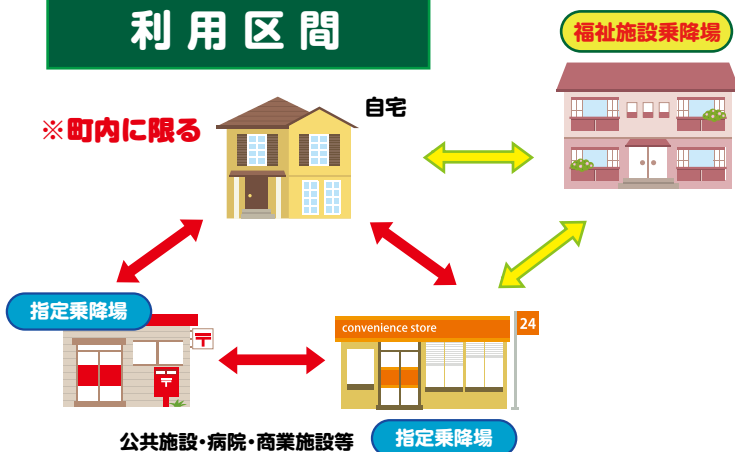 利用区間
福祉施設乗降場
自宅
※町内に限る
指定乗降場
〒
〒
convenience store
24
公共施設・病院・商業施設等
指定乗降場